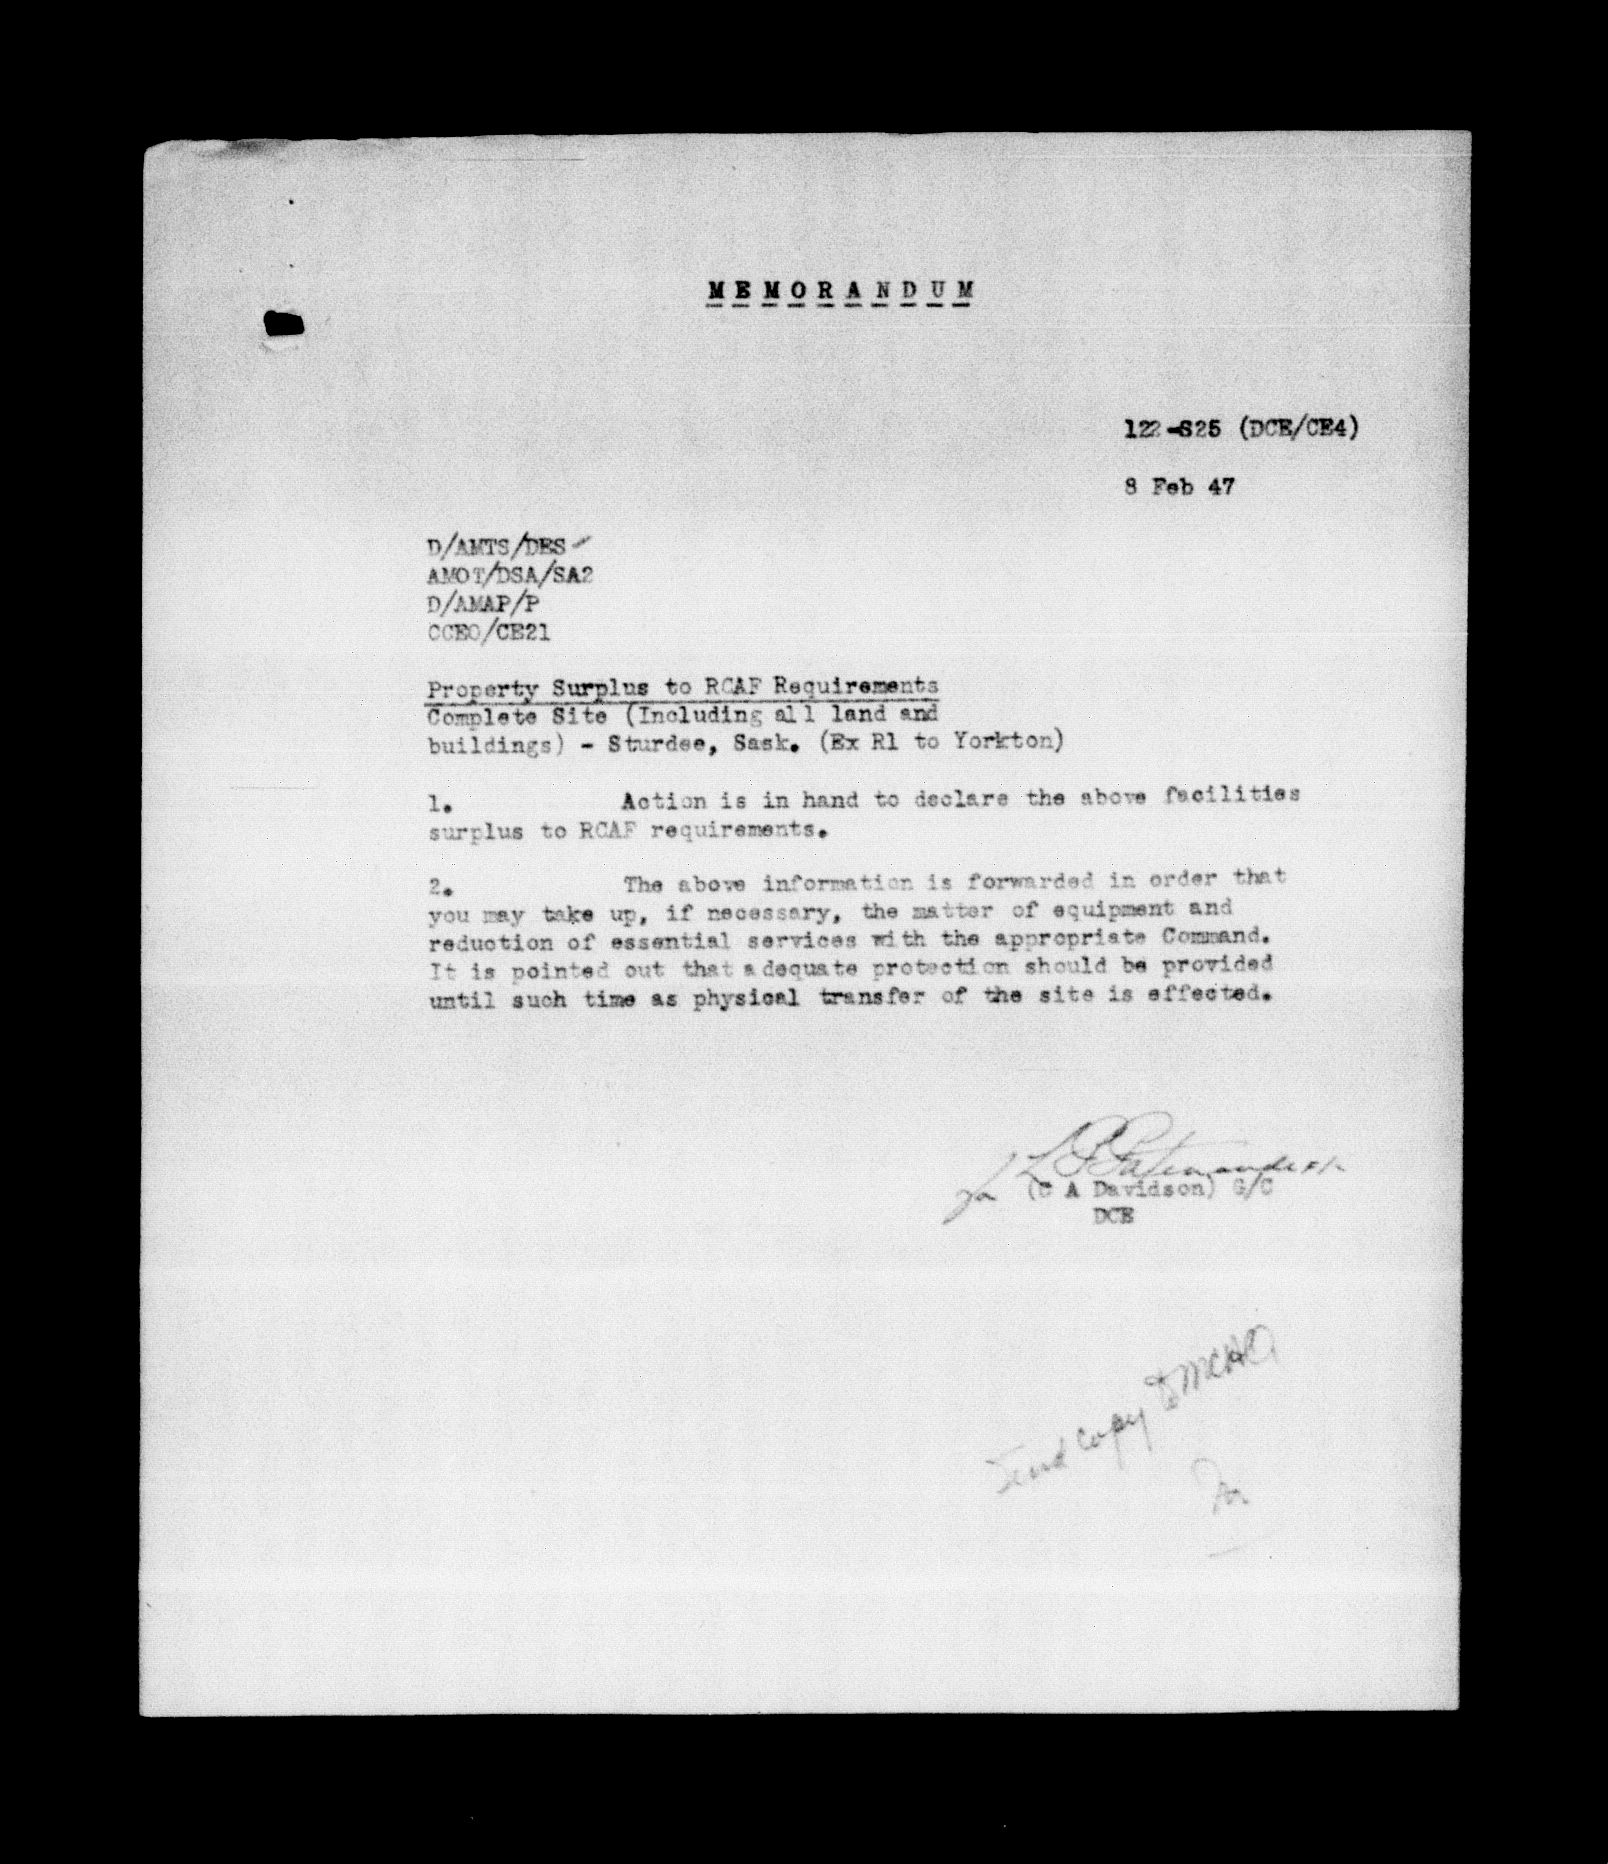 MEMORANDUM
122-S25 (DCE/CE4)
8 Feb 47
D/AMTS/DES
AMOT/DSA/SA2
D/AMAP/P
CCEO/CE21
Property Surplus to RCAF Requirements
Complete Site (Including all land and
buildings) - Sturdee, Sask. (Ex R1 to Yorkton)
1. Action is in hand to declare the above facilities
surplus to RCAF requirements.
2. The above information is forwarded in order that
you may take up, if necessary, the matter of equipment and
reduction of essential services with the appropriate Command.
It is pointed out that adequate protection should be provided
until such time as physical transfer of the site is effected.
for
(C A Davidson) G/C
DCE
Send copy to